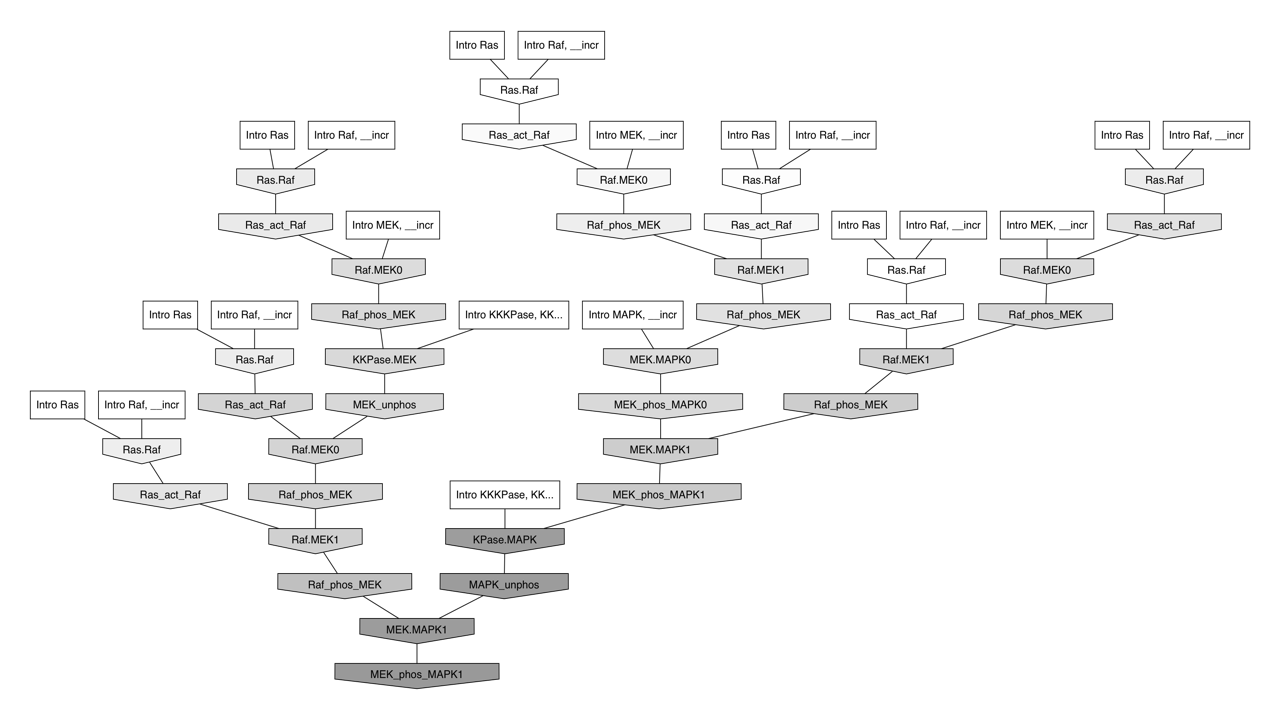 Intro Ras
Intro Raf, __incr
Ras.Raf
Intro Ras
Intro Raf, __incr
Ras_act_Raf
Intro MEK, __incr
Intro Ras
Intro Raf, __incr
Intro Ras
Intro Raf, __incr
Ras.Raf
Raf.MEK0
Ras.Raf
Ras.Raf
Ras_act_Raf
Intro MEK, __incr
Raf_phos_MEK
Ras_act_Raf
Intro Ras
Intro Raf, __incr
Intro MEK, __incr
Ras_act_Raf
Raf.MEK0
Raf.MEK1
Ras.Raf
Raf.MEK0
Intro Ras
Intro Raf, __incr
Raf_phos_MEK
Intro KKKPase, KK...
Intro MAPK, __incr
Raf_phos_MEK
Ras_act_Raf
Raf_phos_MEK
Ras.Raf
KKPase.MEK
MEK.MAPK0
Raf.MEK1
Intro Ras
Intro Raf, __incr
Ras_act_Raf
MEK_unphos
MEK_phos_MAPK0
Raf_phos_MEK
Ras.Raf
Raf.MEK0
MEK.MAPK1
Ras_act_Raf
Raf_phos_MEK
Intro KKKPase, KK...
MEK_phos_MAPK1
Raf.MEK1
KPase.MAPK
Raf_phos_MEK
MAPK_unphos
MEK.MAPK1
MEK_phos_MAPK1